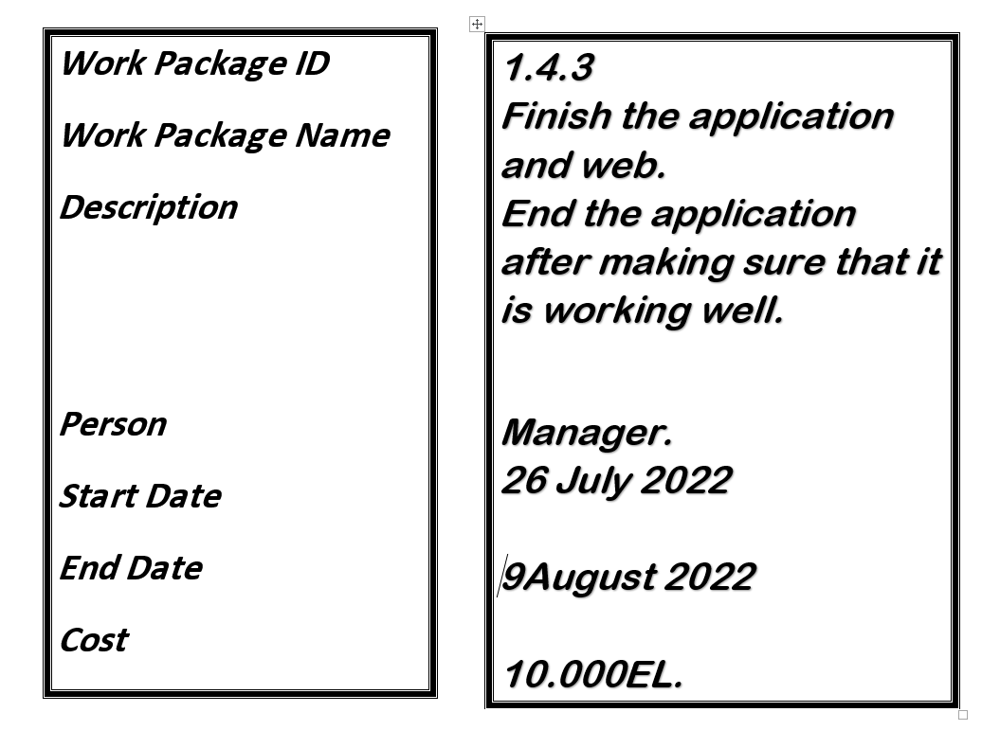 Work Package ID
Work Package Name
Description
Person
Start Date
End Date
Cost
1.4.3
Finish the application
and web.
End the application
after making sure that it
is working well.
Manager.
26 July 2022
9August 2022
10.000EL.